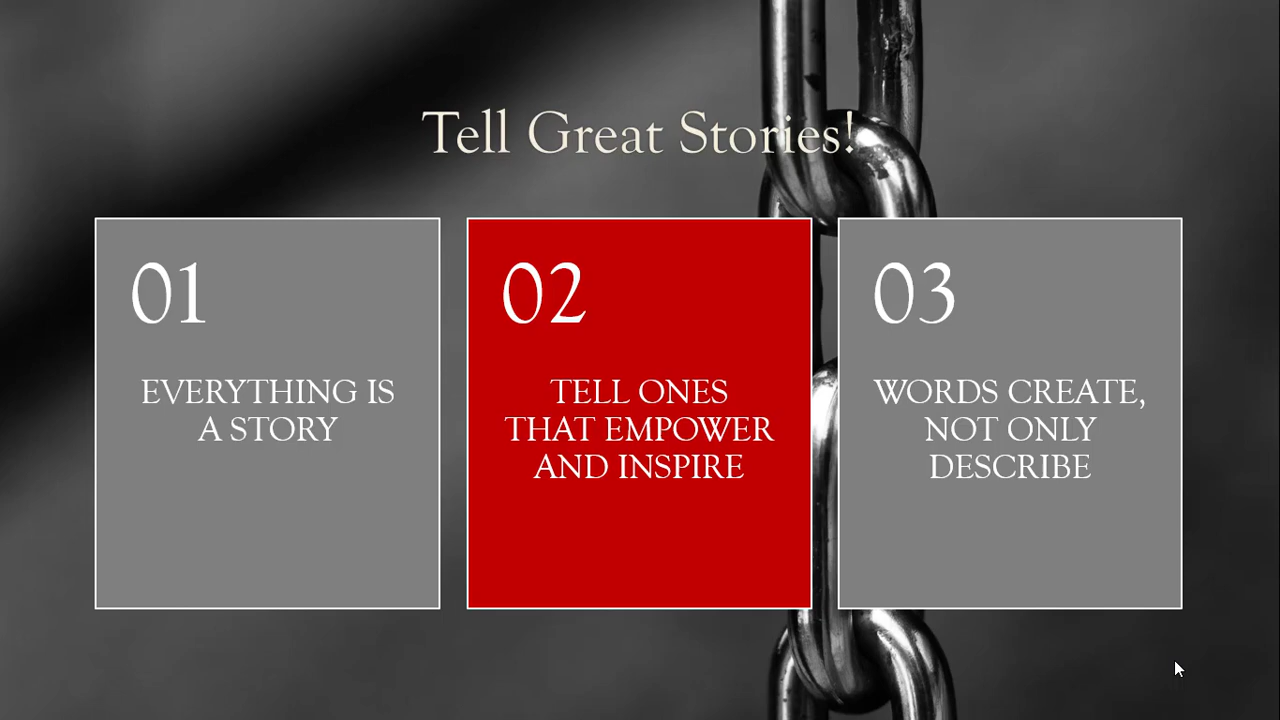 Tell Great Stories!
01
EVERYTHING IS
A STORY
02
TELL ONES
THAT EMPOWER
AND INSPIRE
03
WORDS CREATE,
NOT ONLY
DESCRIBE